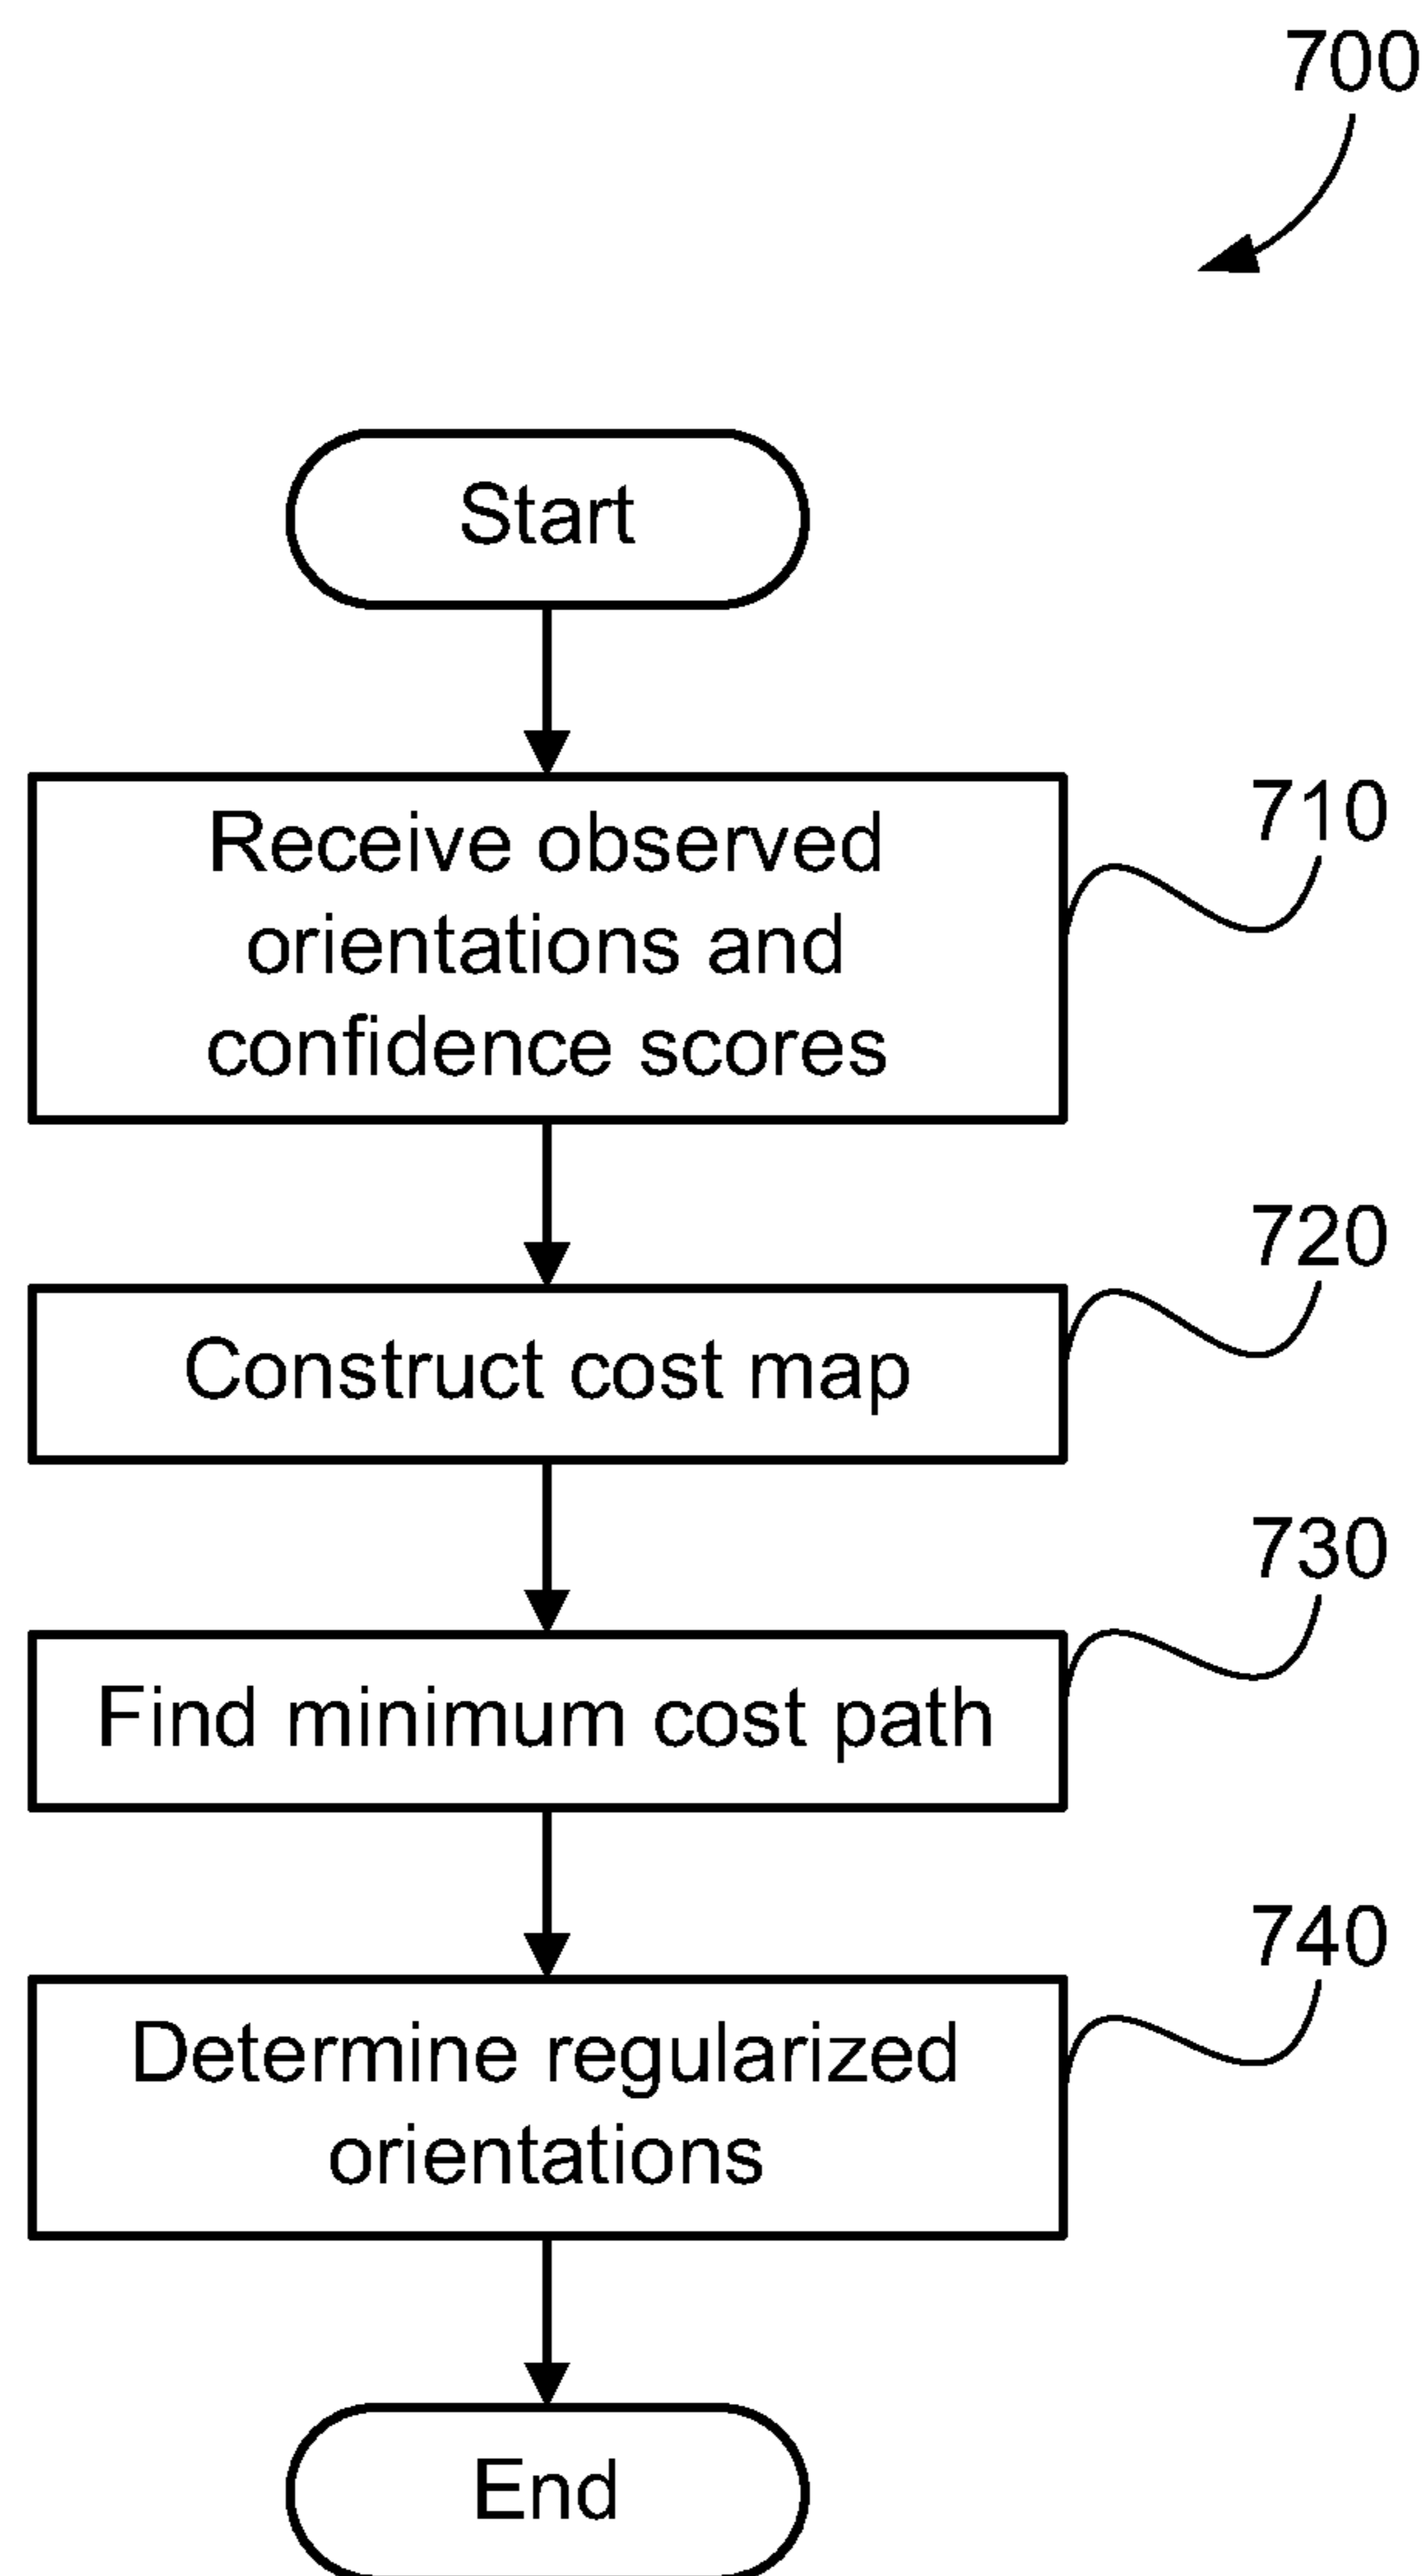 700
Start
Receive observed
orientations and
confidence scores
710
Construct cost map
720
Find minimum cost path
730
Determine regularized
orientations
740
End